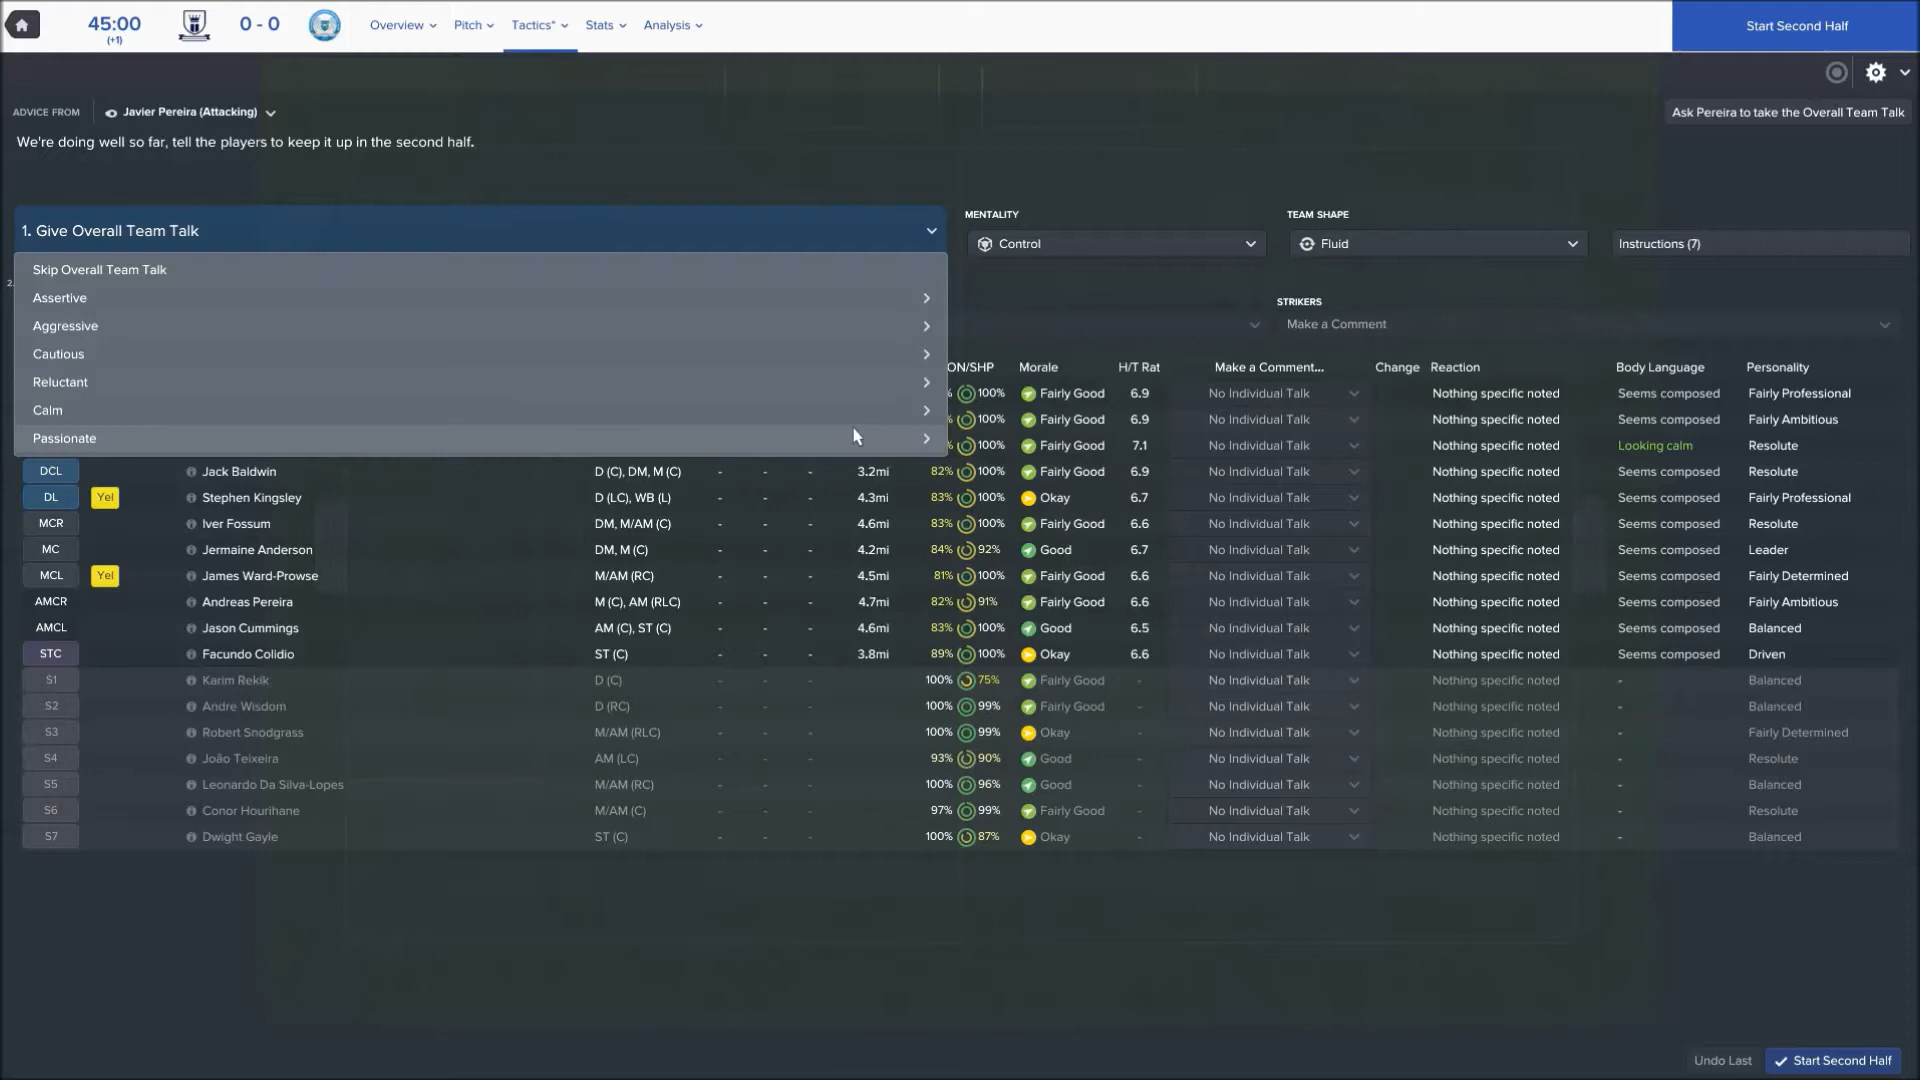 45:00
(+1)
0 - 0
Overview
Pitch
Tactics*
Stats
Analysis
Start Second Half
ADVICE FROM
Javier Pereira (Attacking)
Ask Pereira to take the Overall Team Talk
We're doing well so far, tell the players to keep it up in the second half.
1. Give Overall Team Talk
MENTALITY
Control
TEAM SHAPE
Fluid
Instructions (7)
Skip Overall Team Talk
Assertive
Aggressive
Cautious
Reluctant
Calm
Passionate
2.
STRIKERS
Make a Comment
ON/SHP Morale H/T Rat Make a Comment... Change Reaction Body Language Personality
% 100% Fairly Good 6.9 No Individual Talk Nothing specific noted Seems composed Fairly Professional
% 100% Fairly Good 6.9 No Individual Talk Nothing specific noted Seems composed Fairly Ambitious
% 100% Fairly Good 7.1 No Individual Talk Nothing specific noted Looking calm Resolute
DCL Jack Baldwin D (C), DM, M (C) - - - 3.2mi 82% 100% Fairly Good 6.9 No Individual Talk Nothing specific noted Seems composed Resolute
DL Yel Stephen Kingsley D (LC), WB (L) - - - 4.3mi 83% 100% Okay 6.7 No Individual Talk Nothing specific noted Seems composed Fairly Professional
MCR Iver Fossum DM, M/AM (C) - - - 4.6mi 83% 100% Fairly Good 6.6 No Individual Talk Nothing specific noted Seems composed Resolute
MC Jermaine Anderson DM, M (C) - - - 4.2mi 84% 92% Good 6.7 No Individual Talk Nothing specific noted Seems composed Leader
MCL Yel James Ward-Prowse M/AM (RC) - - - 4.5mi 81% 100% Fairly Good 6.6 No Individual Talk Nothing specific noted Seems composed Fairly Determined
AMCR Andreas Pereira M (C), AM (RLC) - - - 4.7mi 82% 91% Fairly Good 6.6 No Individual Talk Nothing specific noted Seems composed Fairly Ambitious
AMCL Jason Cummings AM (C), ST (C) - - - 4.6mi 83% 100% Good 6.5 No Individual Talk Nothing specific noted Seems composed Balanced
STC Facundo Colidio ST (C) - - - 3.8mi 89% 100% Okay 6.6 No Individual Talk Nothing specific noted Seems composed Driven
S1 Karim Rekik D (C) - - - 100% 75% Fairly Good - No Individual Talk Nothing specific noted - Balanced
S2 Andre Wisdom D (RC) - - - 100% 99% Fairly Good - No Individual Talk Nothing specific noted - Balanced
S3 Robert Snodgrass M/AM (RLC) - - - 100% 99% Okay - No Individual Talk Nothing specific noted - Fairly Determined
S4 João Teixeira AM (LC) - - - 93% 90% Good - No Individual Talk Nothing specific noted - Resolute
S5 Leonardo Da Silva-Lopes M/AM (RC) - - - 100% 96% Good - No Individual Talk Nothing specific noted - Balanced
S6 Conor Hourihane M/AM (C) - - - 97% 99% Fairly Good - No Individual Talk Nothing specific noted - Resolute
S7 Dwight Gayle ST (C) - - - 100% 87% Okay - No Individual Talk Nothing specific noted - Balanced
Undo Last
Start Second Half